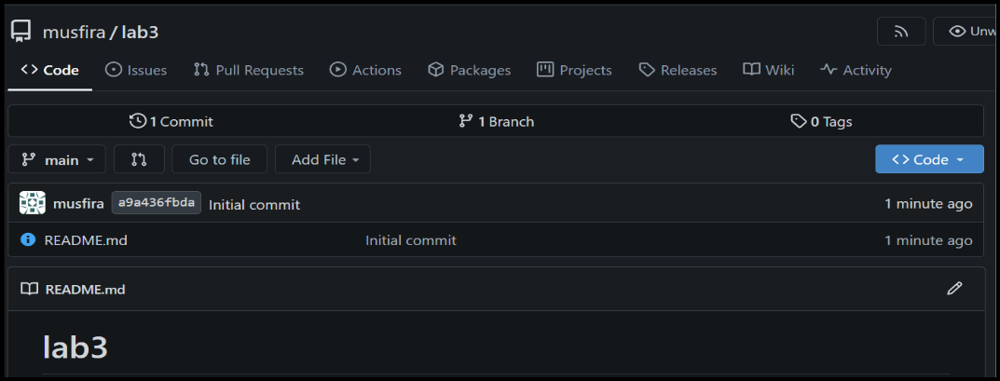 musfira / lab3
Unw
Code Issues Pull Requests Actions Packages Projects Releases Wiki Activity
1 Commit 1 Branch 0 Tags
main Go to file Add File Code
musfira a9a436fbda Initial commit 1 minute ago
README.md Initial commit 1 minute ago
README.md
lab3